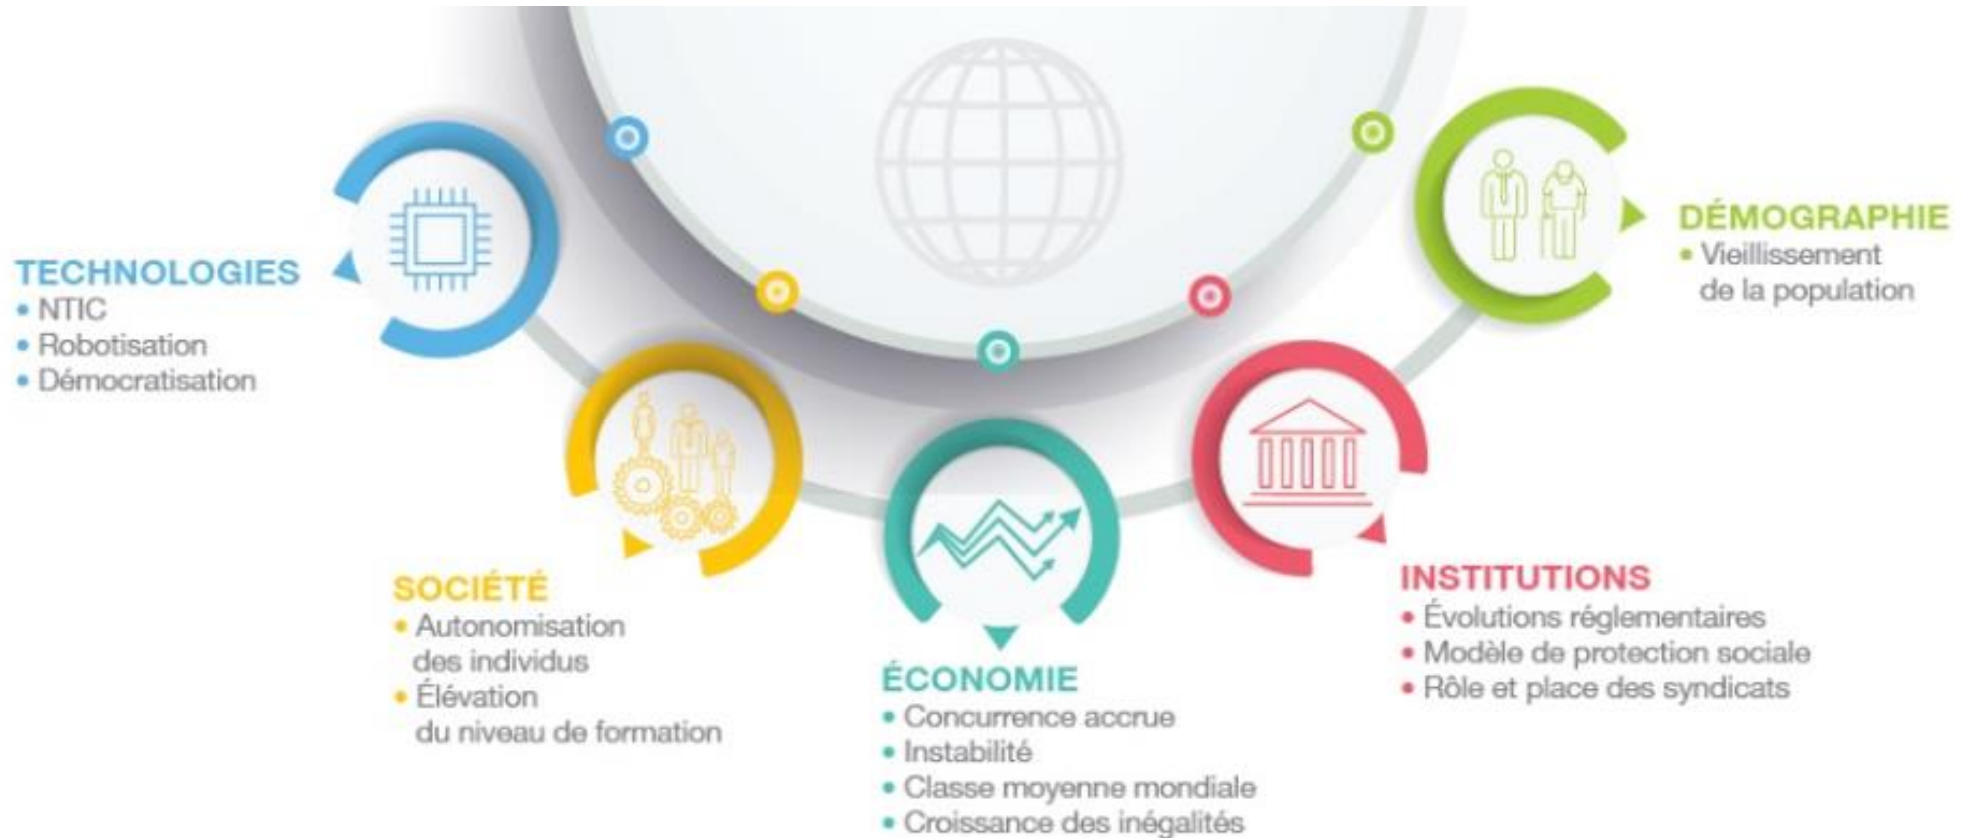 TECHNOLOGIES
• NTIC
• Robotisation
• Démocratisation
SOCIÉTÉ
• Autonomisation
des individus
• Élévation
du niveau de formation
ÉCONOMIE
• Concurrence accrue
• Instabilité
• Classe moyenne mondiale
• Croissance des inégalités
INSTITUTIONS
• Évolutions réglementaires
• Modèle de protection sociale
• Rôle et place des syndicats
DÉMOGRAPHIE
• Vieillissement
de la population